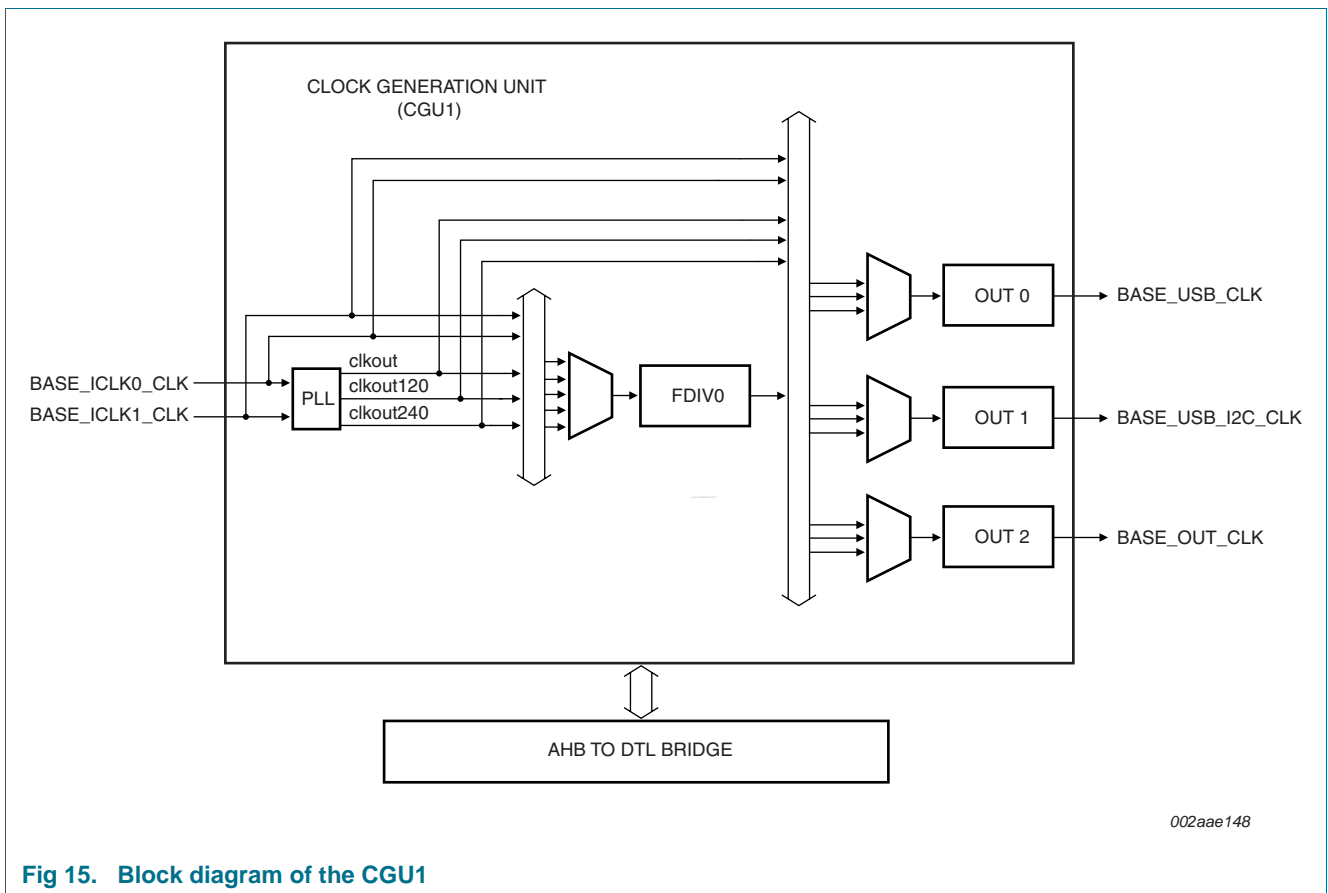 CLOCK GENERATION UNIT
(CGU1)
BASE_ICLK0_CLK
BASE_ICLK1_CLK
PLL
clkout
clkout120
clkout240
FDIV0
OUT 0
BASE_USB_CLK
OUT 1
BASE_USB_I2C_CLK
OUT 2
BASE_OUT_CLK
AHB TO DTL BRIDGE
002aae148
Fig 15. Block diagram of the CGU1